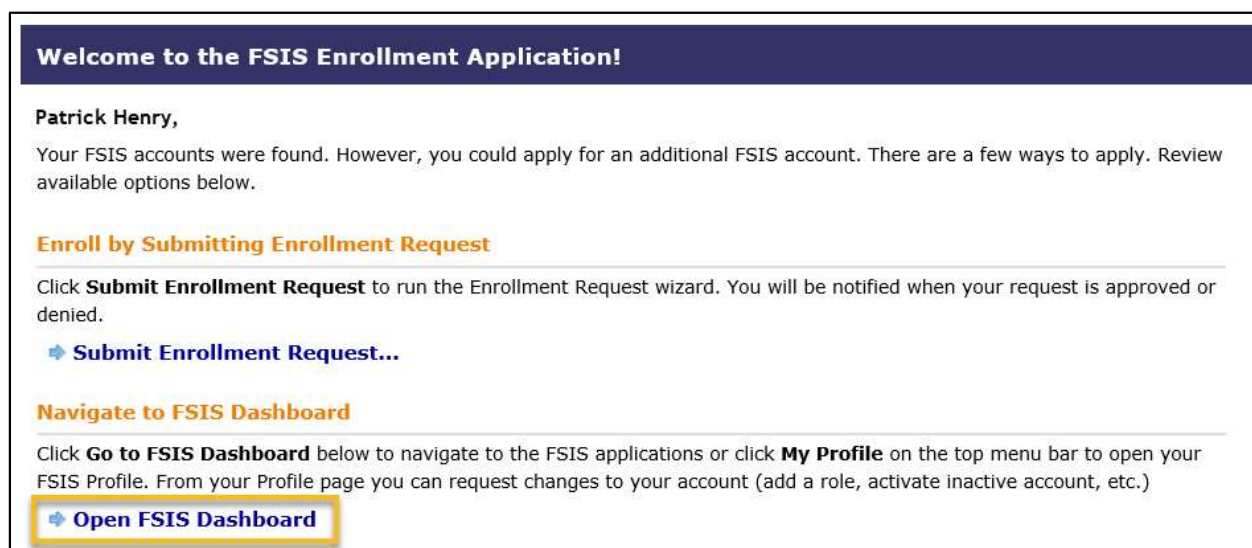 Welcome to the FSIS Enrollment Application!
Patrick Henry,
Your FSIS accounts were found. However, you could apply for an additional FSIS account. There are a few ways to apply. Review
available options below.
Enroll by Submitting Enrollment Request
Click Submit Enrollment Request to run the Enrollment Request wizard. You will be notified when your request is approved or
denied.
Submit Enrollment Request...
Navigate to FSIS Dashboard
Click Go to FSIS Dashboard below to navigate to the FSIS applications or click My Profile on the top menu bar to open your
FSIS Profile. From your Profile page you can request changes to your account (add a role, activate inactive account, etc.)
Open FSIS Dashboard